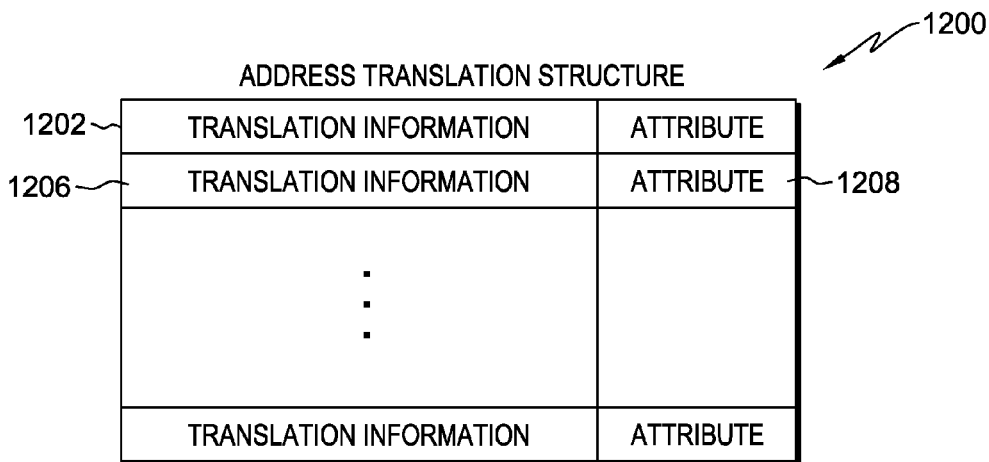 1200
ADDRESS TRANSLATION STRUCTURE
1202 TRANSLATION INFORMATION ATTRIBUTE
1206 TRANSLATION INFORMATION ATTRIBUTE 1208
TRANSLATION INFORMATION ATTRIBUTE